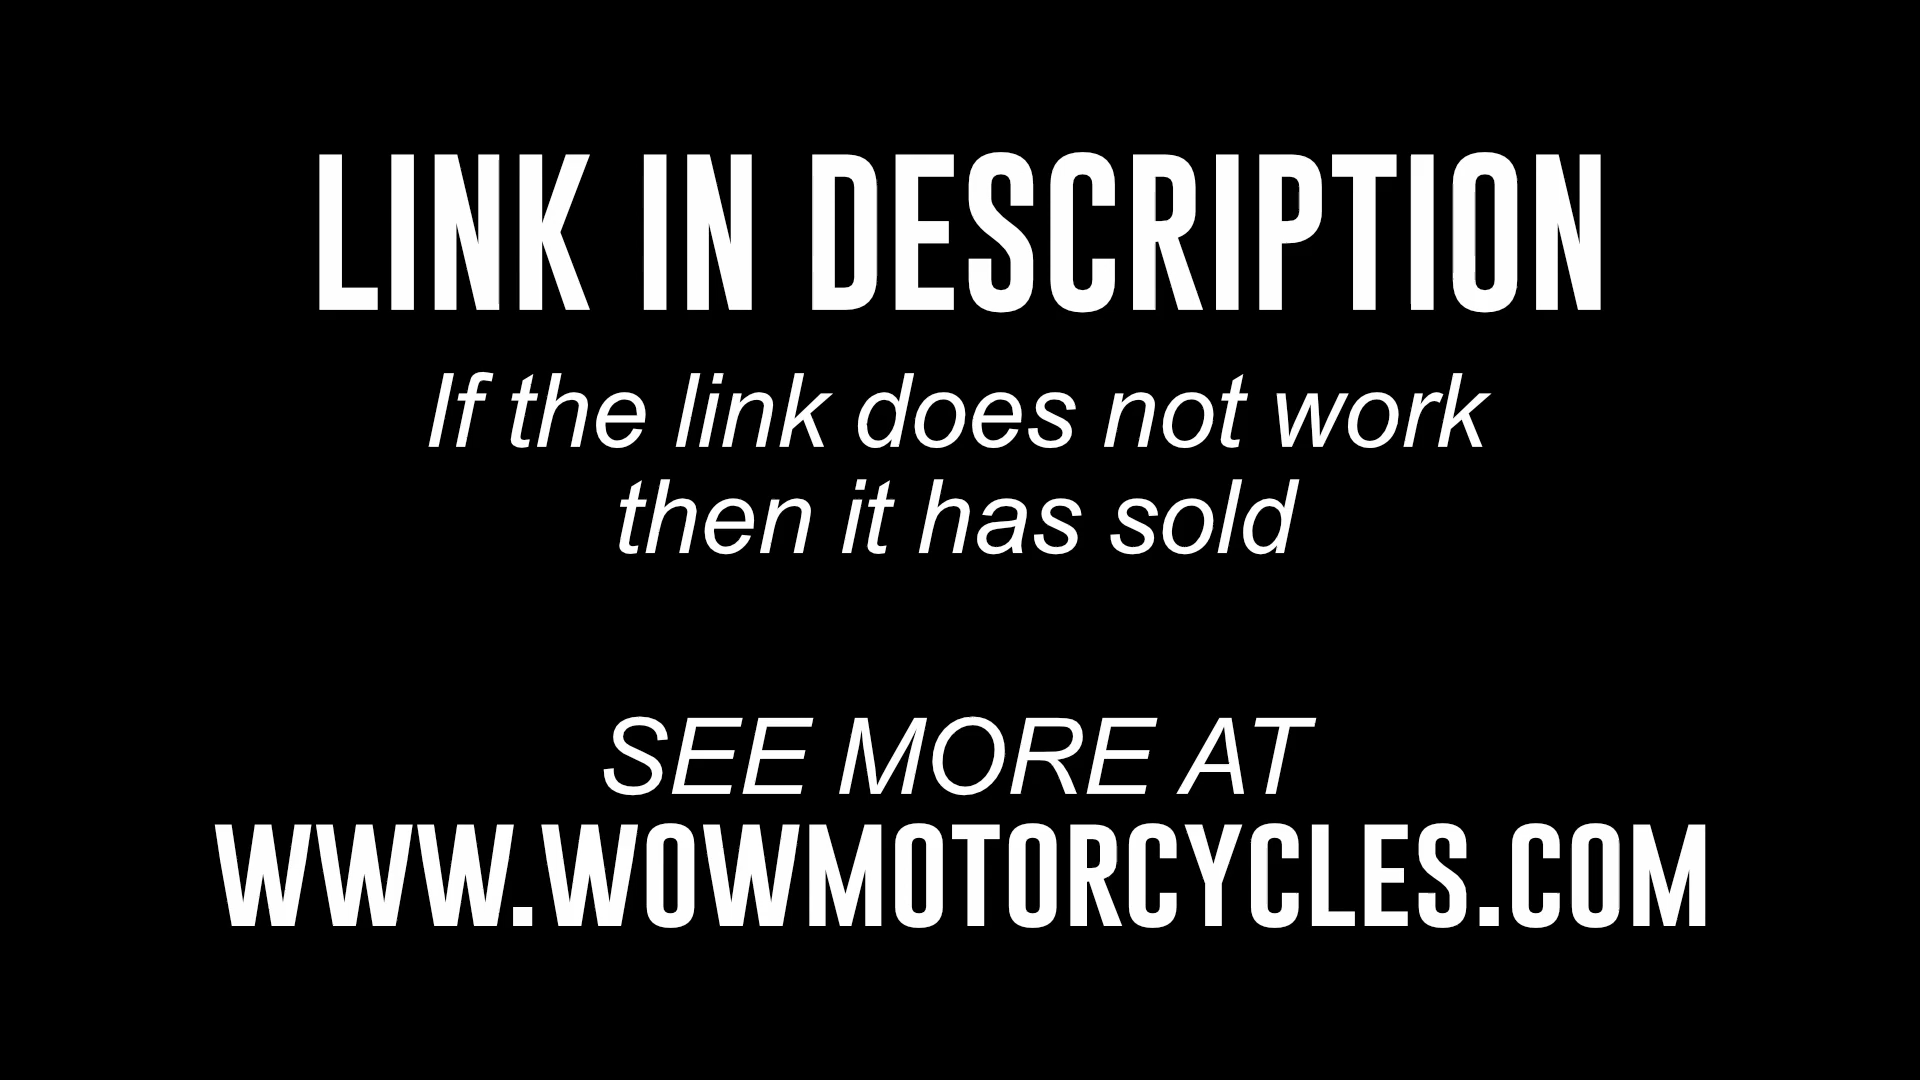 LINK IN DESCRIPTION
If the link does not work
then it has sold
SEE MORE AT
WWW.WOWMOTORCYCLES.COM